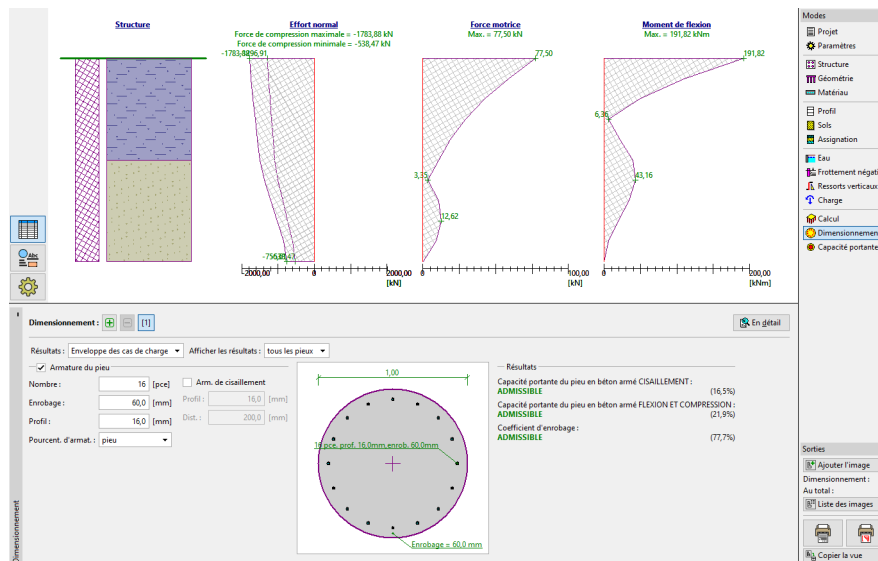 Structure
Effort normal
Force de compression maximale = -1783,88 kN
Force de compression minimale = -538,47 kN
Force motrice
Max. = 77,50 kN
Moment de flexion
Max. = 191,82 kNm
77,50
191,82
6,36
3,35
43,16
12,62
-2000,00
0
2000,00
[kN]
0
100,00
[kN]
0
200,00
[kNm]
Dimensionnement :
[1]
En détail
Résultats :
Enveloppe des cas de charge
Afficher les résultats :
tous les pieux
Armature du pieu
Nombre :
16
[pce]
Enrobage :
60,0
[mm]
Profil :
16,0
[mm]
Pourcent. d'armat. :
pieu
Arm. de cisaillement
Profil :
16,0
[mm]
Dist. :
200,0
[mm]
1,00
16 pce. prof. 16,0mm,enrob. 60,0mm
Enrobage = 60,0 mm
Résultats
Capacité portante du pieu en béton armé CISAILLEMENT :
ADMISSIBLE (16,5%)
Capacité portante du pieu en béton armé FLEXION ET COMPRESSION :
ADMISSIBLE (21,9%)
Coefficient d'enrobage :
ADMISSIBLE (77,7%)
Dimensionnement
Abc
Modes
Projet
Paramètres
Structure
Géométrie
Matériau
Profil
Sols
Assignation
Eau
Frottement négati
Ressorts verticaux
Charge
Calcul
Dimensionnemen
Capacité portante
Sorties
Ajouter l'image
Dimensionnement :
Au total :
Liste des images
Copier la vue